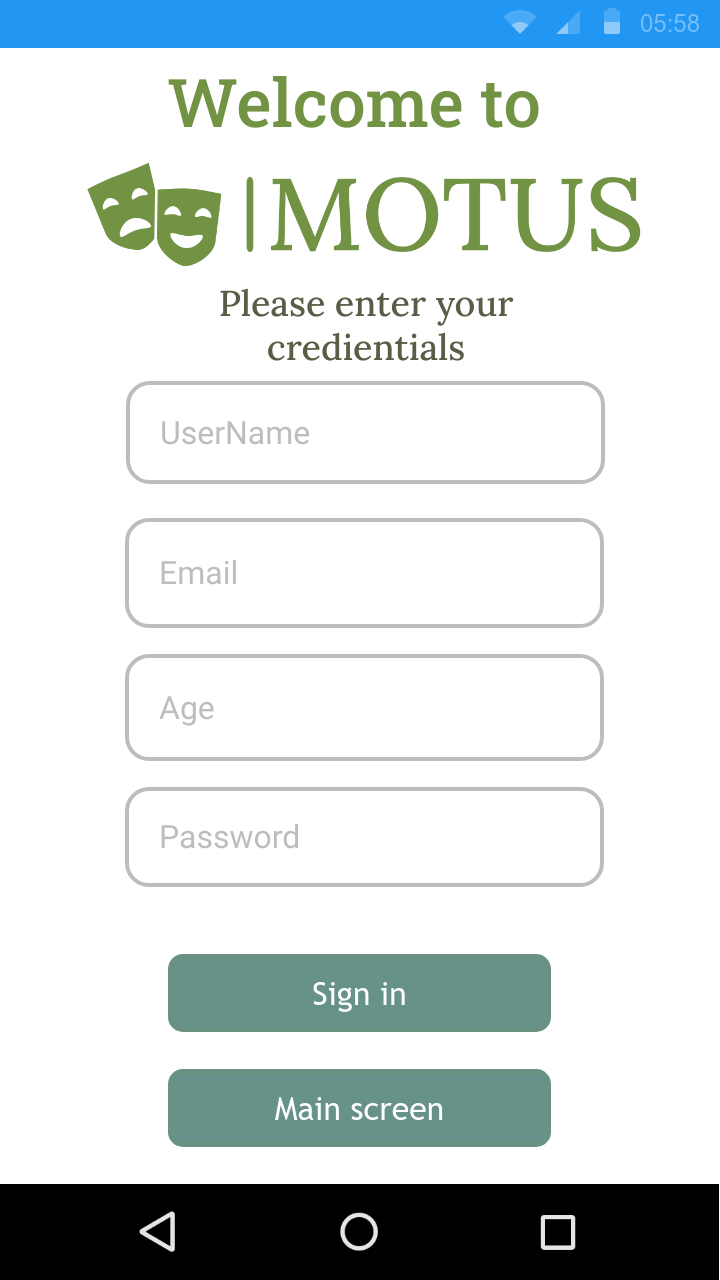 05:58
Welcome to
MOTUS
Please enter your
credientials
UserName
Email
Age
Password
Sign in
Main screen